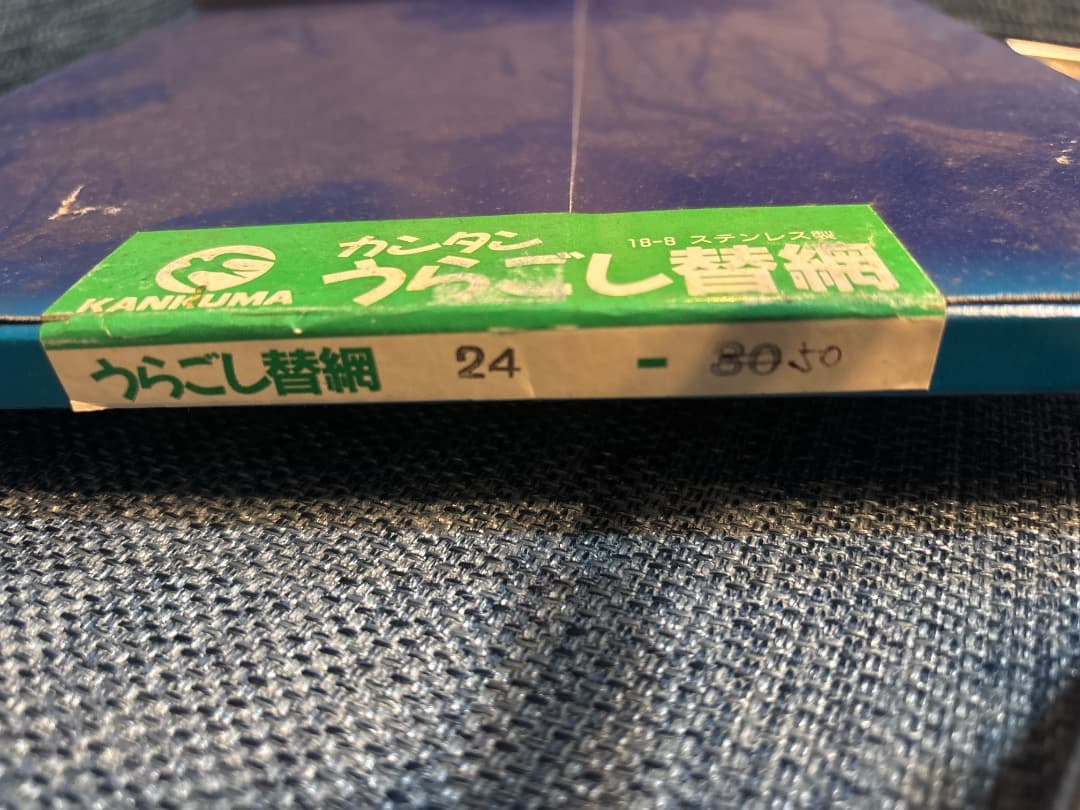 カンタン
18-8 ステンレス製
KANKUMA
うらごし替網
うらごし替網 24 - 80 50